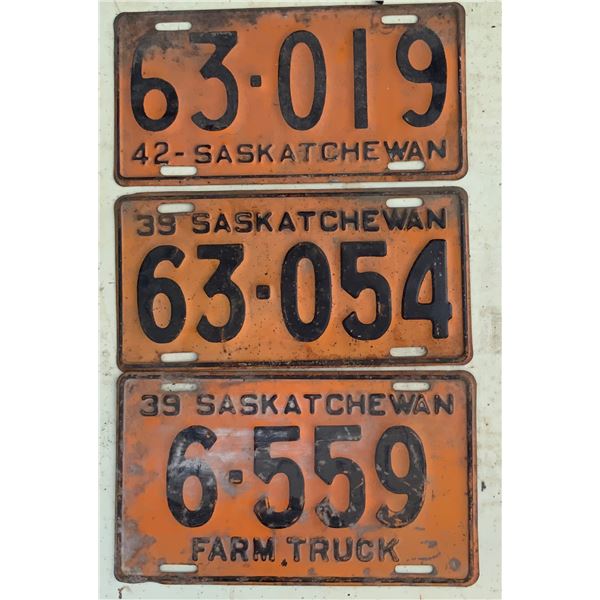 63-019
42-SASKATCHEWAN
39 SASKATCHEWAN
63-054
39 SASKATCHEWAN
6-559
FARM TRUCK